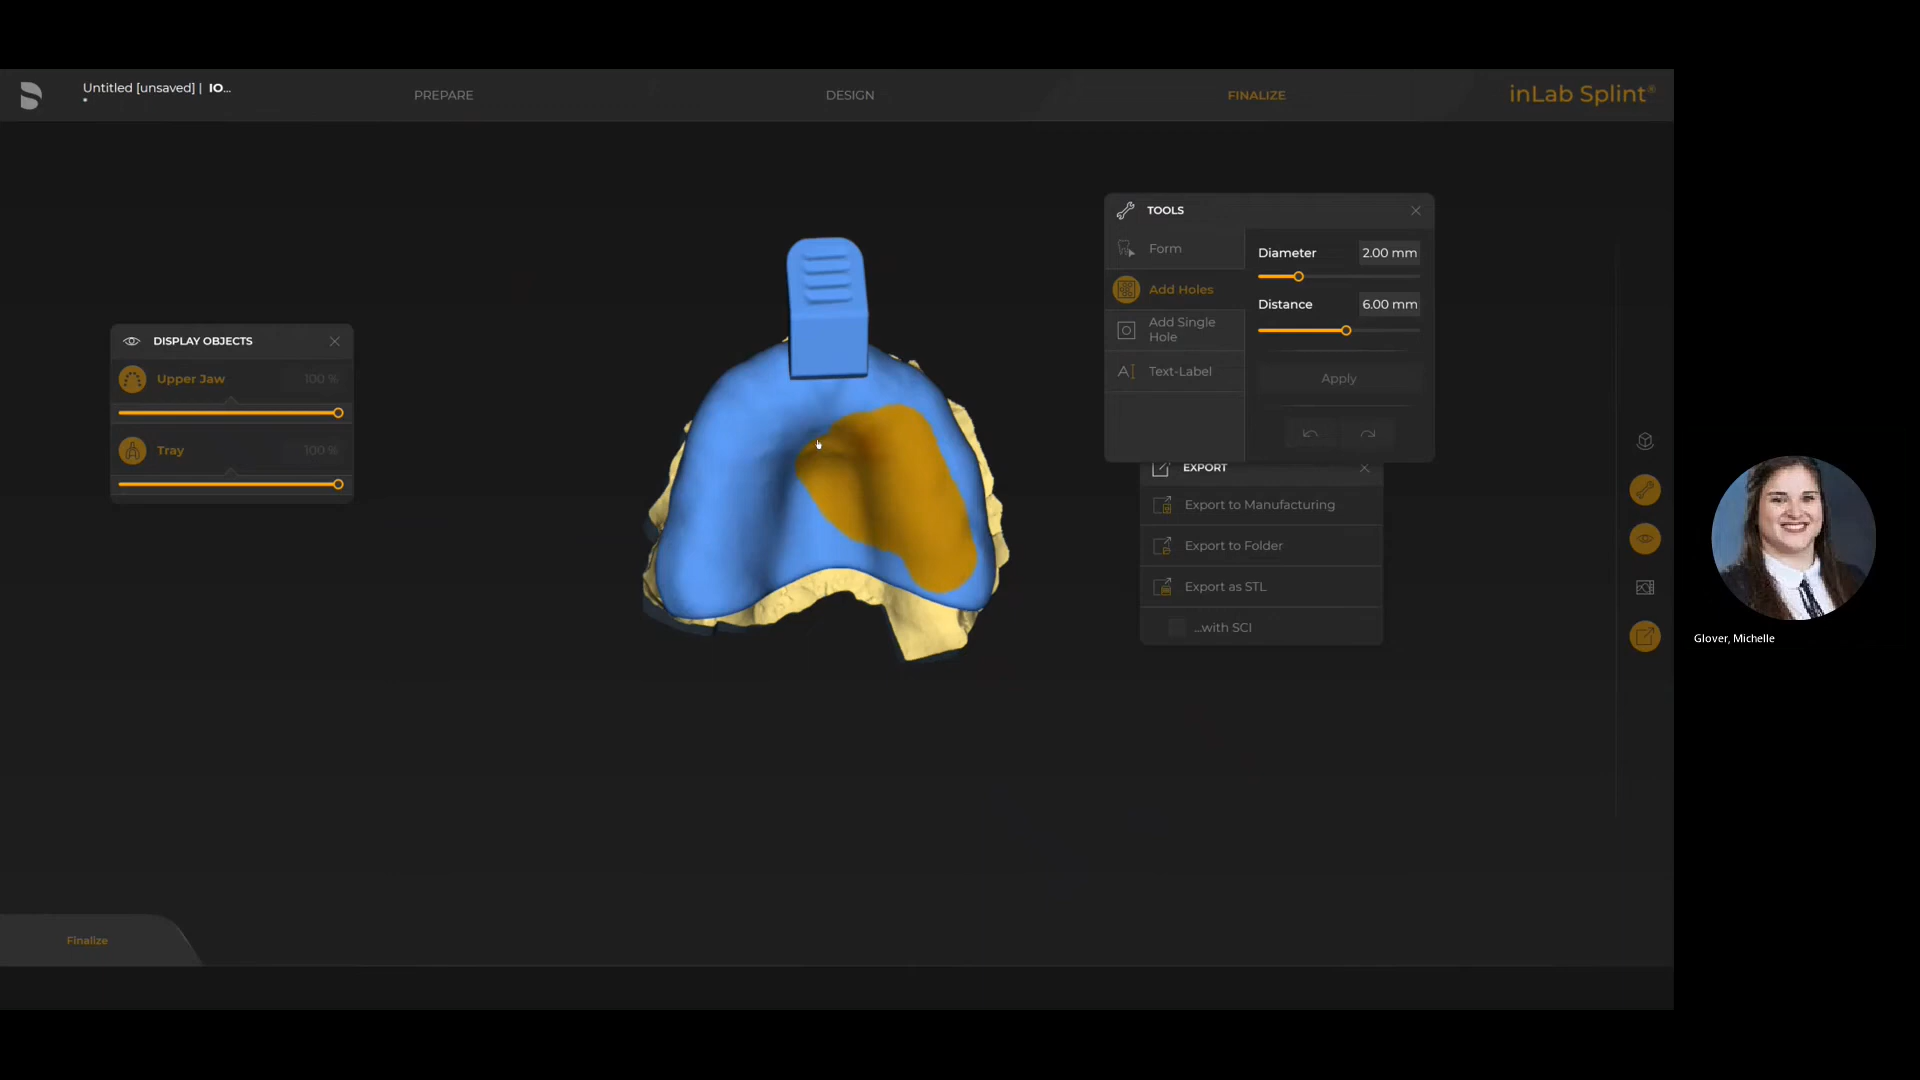 Untitled [unsaved] | IO...
*
PREPARE
DESIGN
FINALIZE
inLab Splint®
TOOLS
Form
Diameter
2.00 mm
Add Holes
Distance
6.00 mm
Add Single
Hole
Text-Label
Apply
DISPLAY OBJECTS
Upper Jaw
100 %
Tray
100 %
EXPORT
Export to Manufacturing
Export to Folder
Export as STL
...with SCI
Glover, Michelle
Finalize